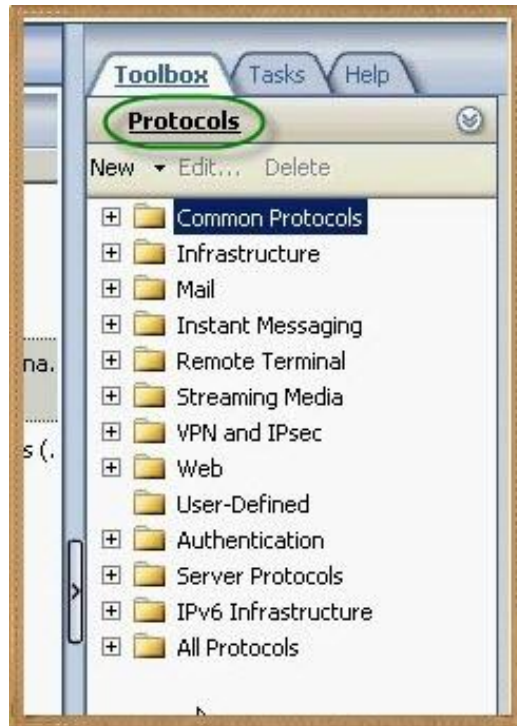 Toolbox Tasks Help
Protocols
New Edit... Delete
Common Protocols
Infrastructure
Mail
Instant Messaging
na.
Remote Terminal
Streaming Media
s (.
VPN and IPsec
Web
User-Defined
Authentication
Server Protocols
IPv6 Infrastructure
All Protocols